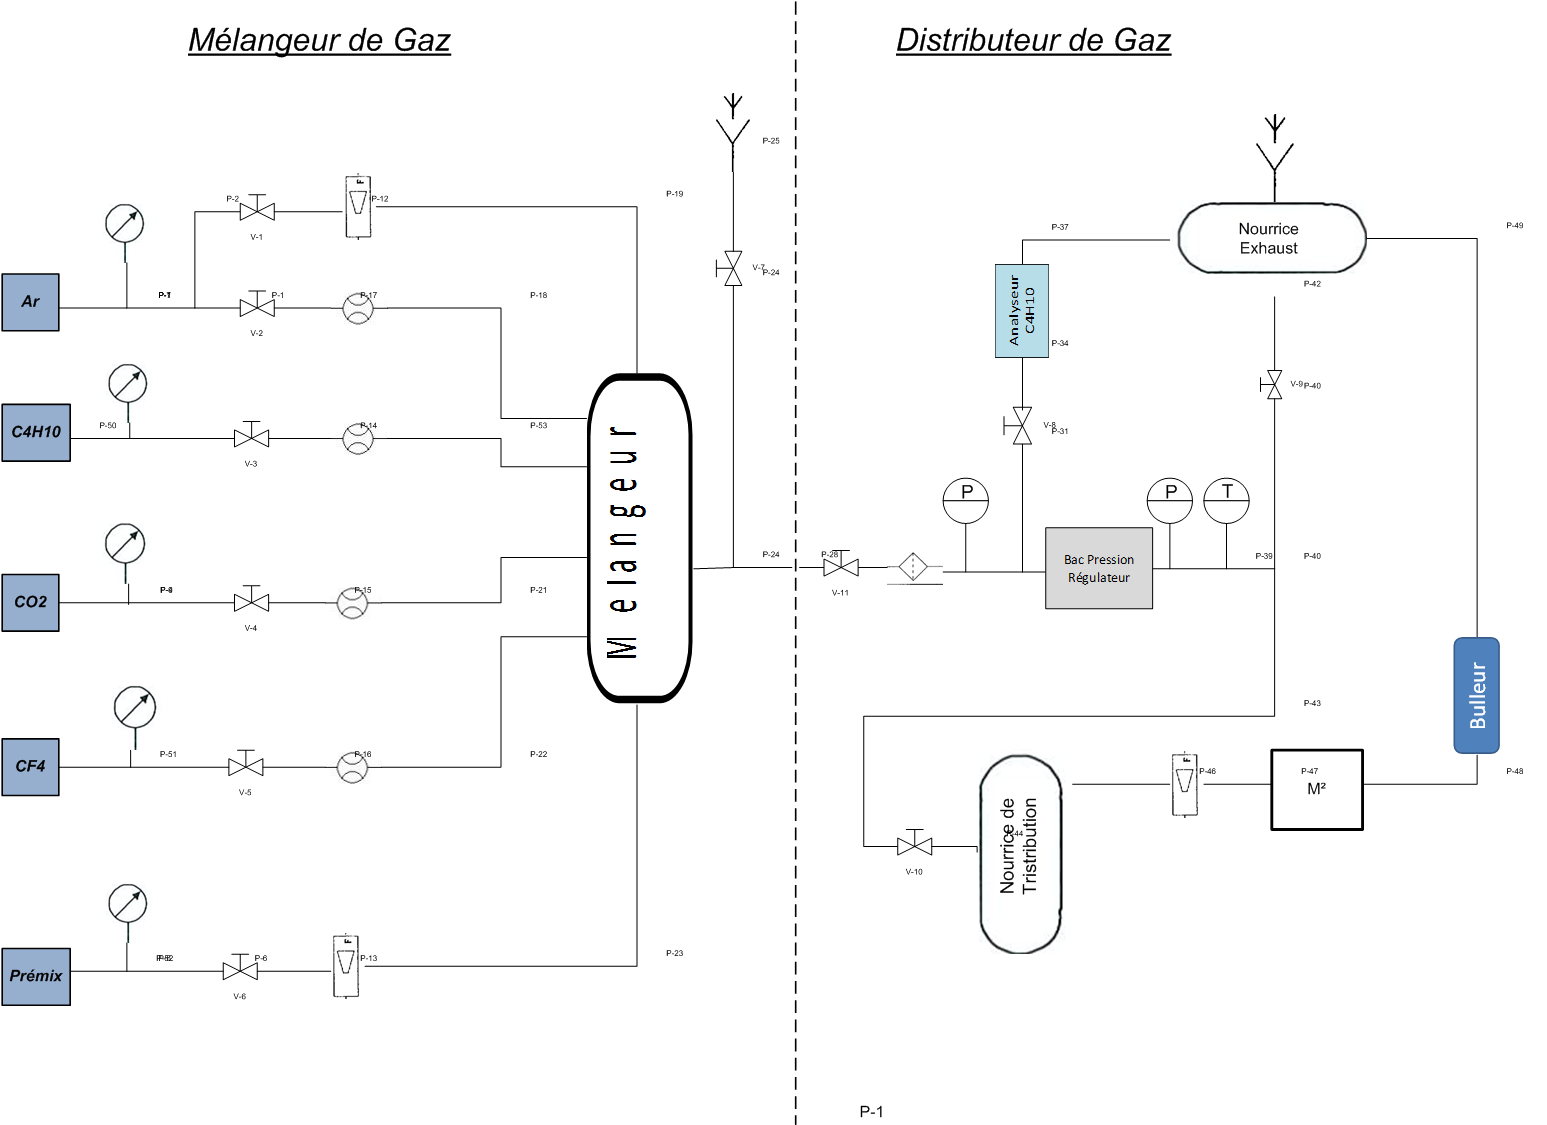 Mélangeur de Gaz
Distributeur de Gaz
P-25
P-19
P-2
F
P-12
V-1
Nourrice
Exhaust
P-37
P-49
V-7
P-24
P-42
Ar
P-1
P-17
P-18
V-2
Analyseur
C4H10
P-34
V-9
P-40
C4H10
P-50
P-14
P-53
V-3
V-8
P-31
Melangeur
P
P
T
P-24
P-28
V-11
Bac Pression
Régulateur
P-39
P-40
CO2
P-15
P-21
V-4
P-43
Bulleur
CF4
P-51
P-16
P-22
V-5
F
P-46
P-47
M²
P-48
Nourrice de
Tristribution
V-10
Prémix
P-6
F
P-13
P-23
V-6
P-1